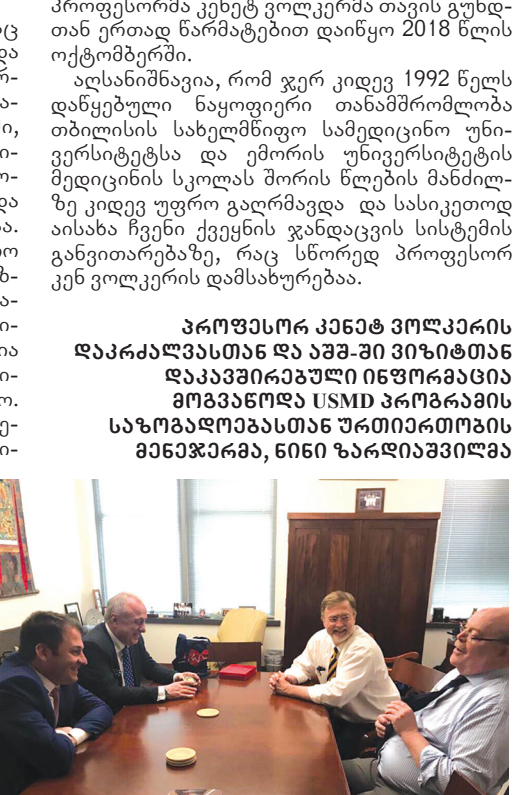 პროფესორმა კენეტ ვოლკერმა თავის გუნდ-
თან ერთად წარმატებით დაიწყო 2018 წლის
ოქტომბერში.
აღსანიშნავია, რომ ჯერ კიდევ 1992 წელს
დაწყებული ნაყოფიერი თანამშრომლობა
თბილისის სახელმწიფო სამედიცინო უნი-
ვერსიტეტსა და ემორის უნივერსიტეტის
მედიცინის სკოლას შორის წლების მანძილ-
ზე კიდევ უფრო გაღრმავდა და სასიკეთოდ
აისახა ჩვენი ქვეყნის ჯანდაცვის სისტემის
განვითარებაზე, რაც სწორედ პროფესორ
კენ ვოლკერის დამსახურებაა.
პროფესორ კენეტ ვოლკერის
დაკრძალვასთან და აშშ-ში ვიზიტთან
დაკავშირებული ინფორმაცია
მოგვაწოდა USMD პროგრამის
საზოგადოებასთან ურთიერთობის
მენეჯერმა, ნინი ზარდიაშვილმა